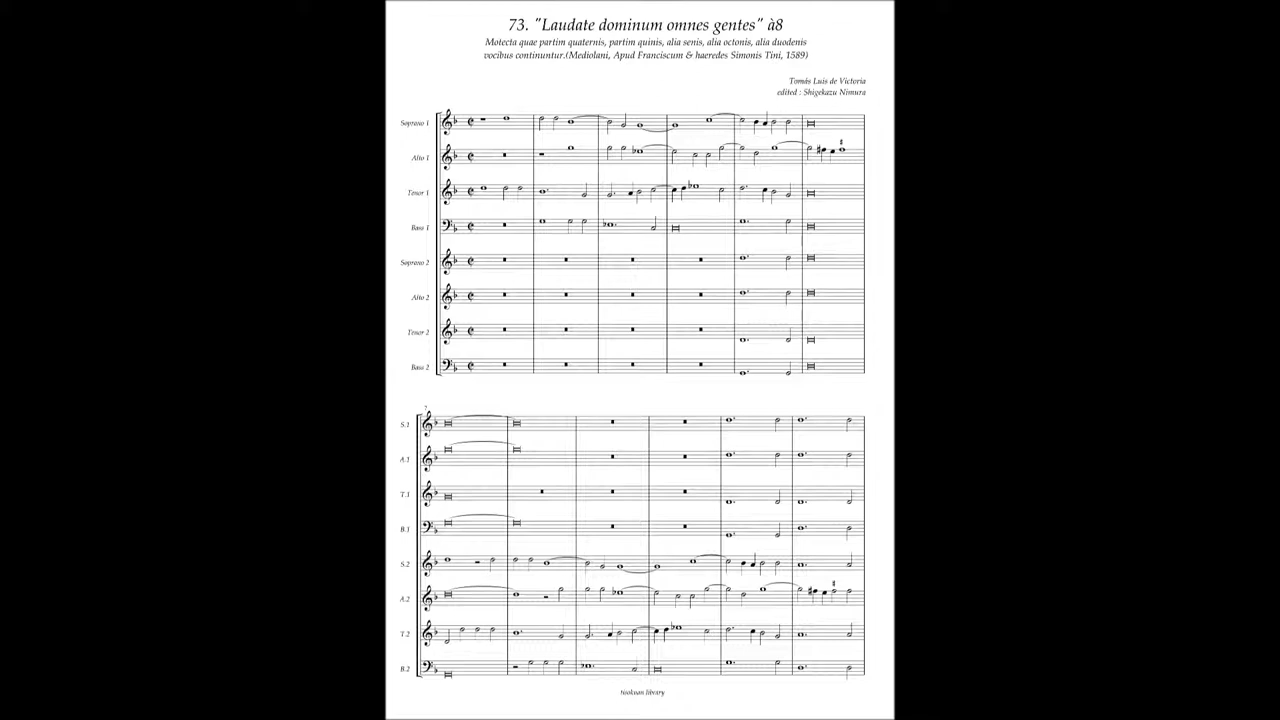 73. "Laudate dominum omnes gentes" à8
Motecta quae partim quaternis, partim quinis, alia senis, alia octonis, alia duodenis
vocibus continuntur.(Mediolani, Apud Franciscum & haeredes Simonis Tini, 1589)
Tomás Luis de Victoria
edited : Shigekazu Nimura
Soprano 1
Alto 1
Tenor 1
Bass 1
Soprano 2
Alto 2
Tenor 2
Bass 2
7
S.1
A.1
T.1
B.1
S.2
A.2
T.2
B.2
library